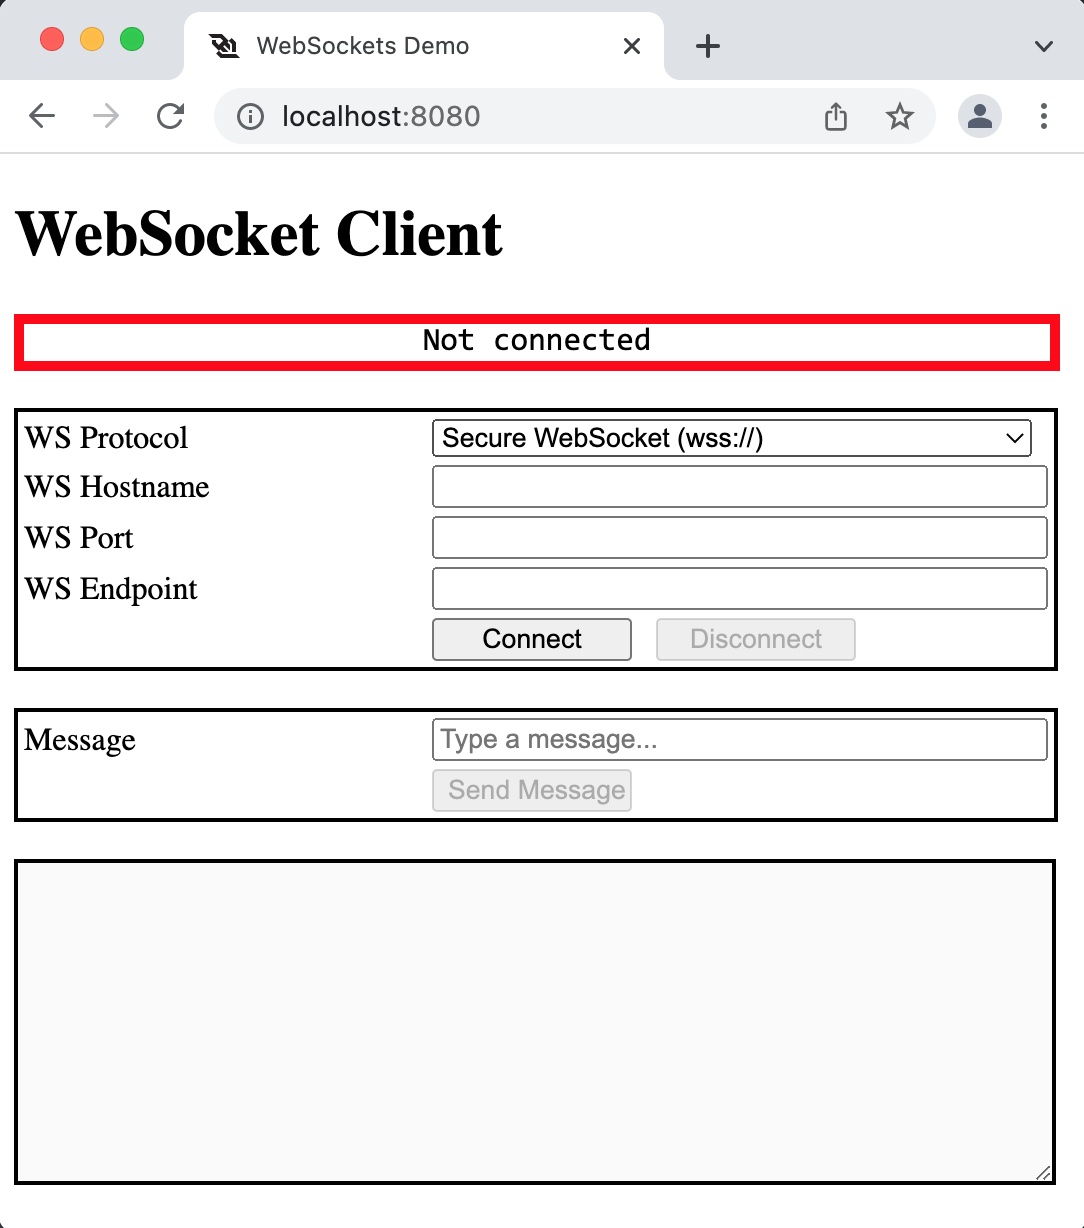 WebSockets Demo
localhost:8080
WebSocket Client
Not connected
WS Protocol Secure WebSocket (wss://)
WS Hostname
WS Port
WS Endpoint
Connect Disconnect
Message Type a message...
Send Message